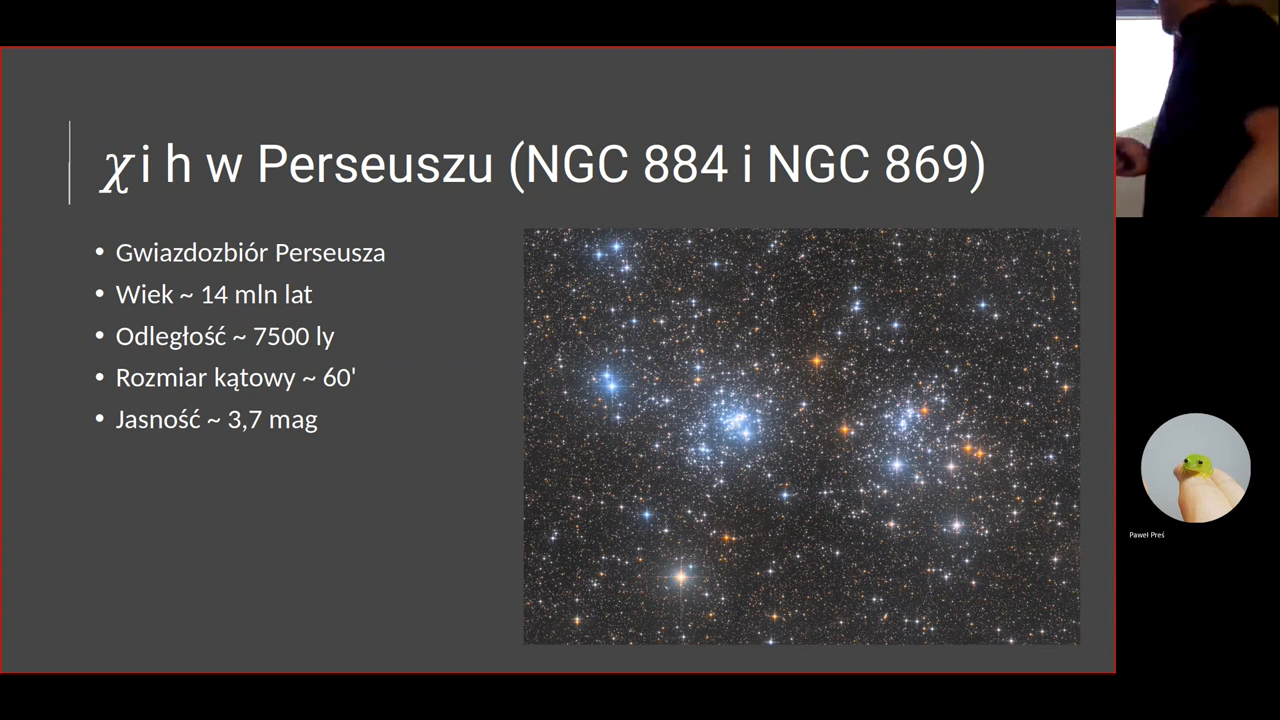 χ i h w Perseuszu (NGC 884 i NGC 869)
• Gwiazdozbiór Perseusza
• Wiek ~ 14 mln lat
• Odległość ~ 7500 ly
• Rozmiar kątowy ~ 60'
• Jasność ~ 3,7 mag
Paweł Preś